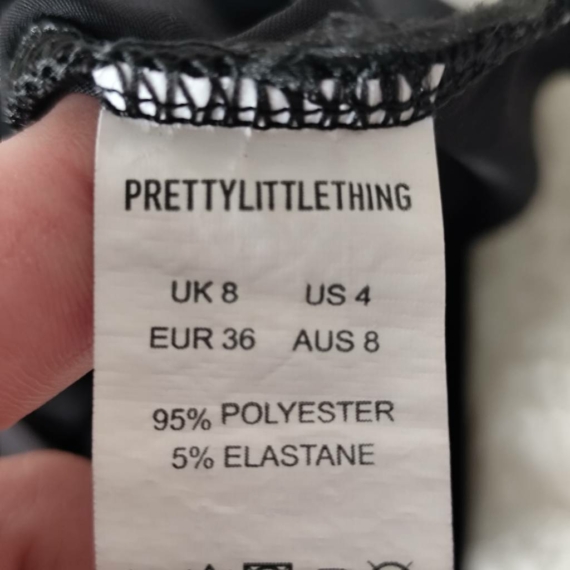 PRETTYLITTLETHING
UK 8 US 4
EUR 36 AUS 8
95% POLYESTER
5% ELASTANE